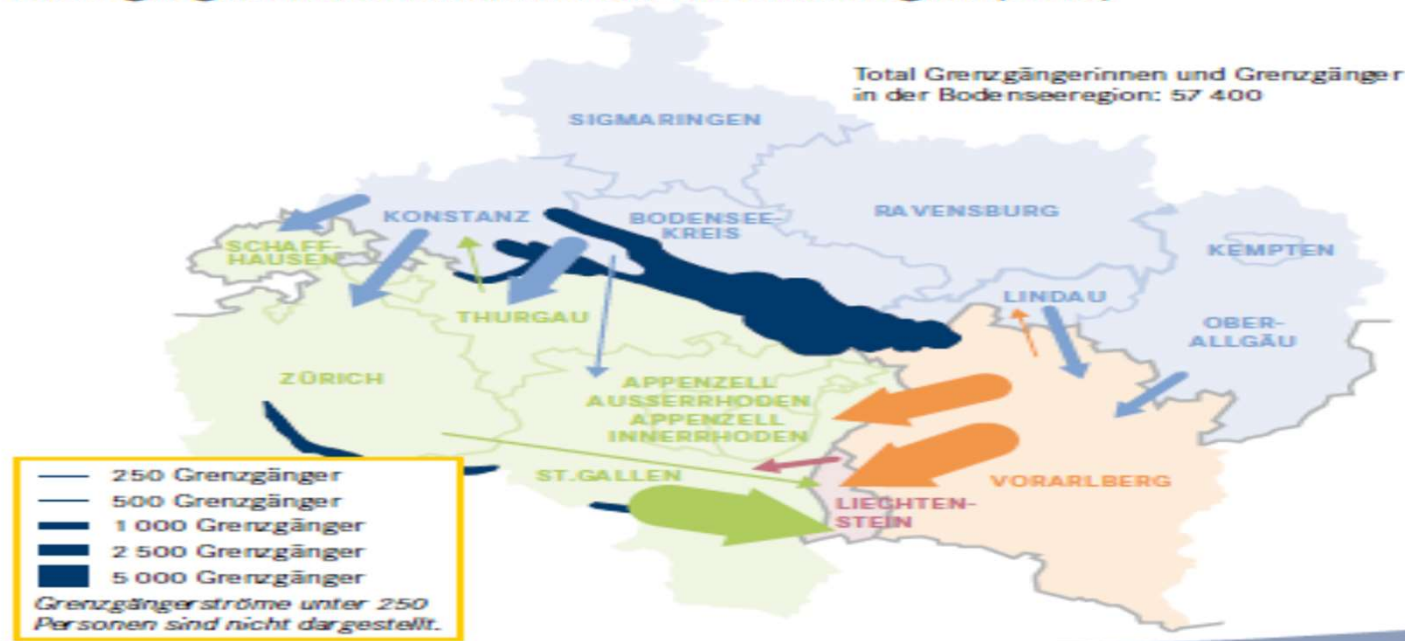 Total Grenzgängerinnen und Grenzgänger
in der Bodenseeregion: 57 400
SIGMARINGEN
KONSTANZ
BODENSEE-
KREIS
RAVENSBURG
SCHAFF-
HAUSEN
KEMPTEN
LINDAU
THURGAU
OBER-
ALLGÄU
ZÜRICH
APPENZELL
AUSSERRHODEN
APPENZELL
INNERRHODEN
ST.GALLEN
VORARLBERG
LIECHTEN-
STEIN
250 Grenzgänger
500 Grenzgänger
1 000 Grenzgänger
2 500 Grenzgänger
5 000 Grenzgänger
Grenzgängerströme unter 250
Personen sind nicht dargestellt.